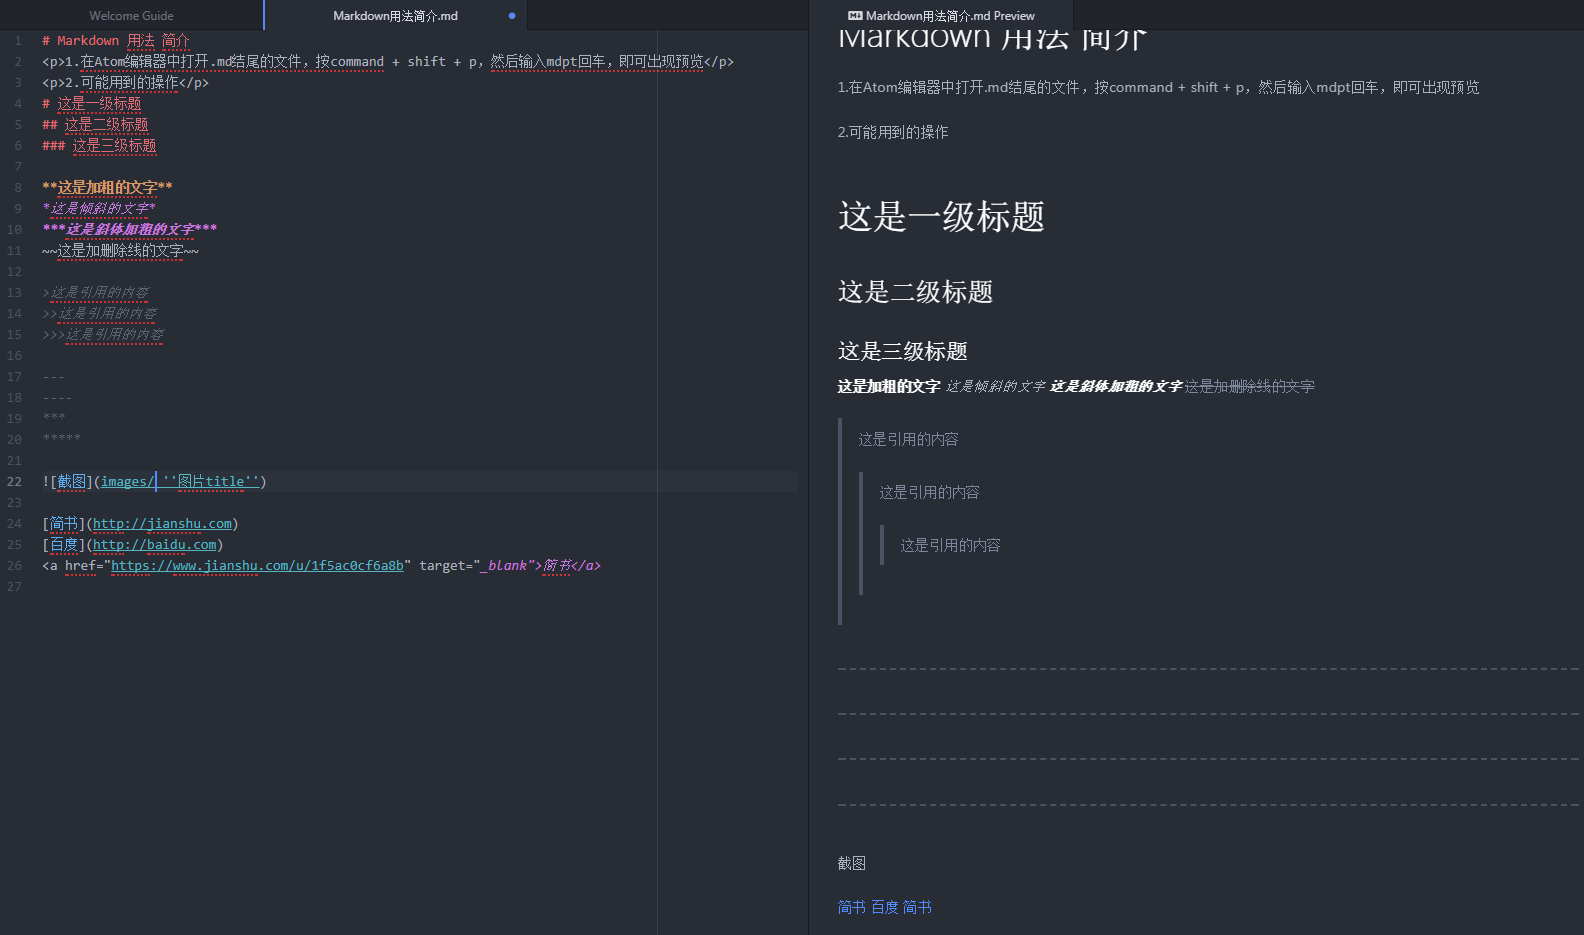 Welcome Guide
Markdown用法简介.md
1 # Markdown 用法 简介
2 <p>1.在Atom编辑器中打开.md结尾的文件，按command + shift + p，然后输入mdpt回车，即可出现预览</p>
3 <p>2.可能用到的操作</p>
4 # 这是一级标题
5 ## 这是二级标题
6 ### 这是三级标题
7
8 **这是加粗的文字**
9 *这是倾斜的文字*
10 ***这是斜体加粗的文字***
11 ~~这是加删除线的文字~~
12
13 >这是引用的内容
14 >>这是引用的内容
15 >>>这是引用的内容
16
17 ---
18 ----
19 ***
20 *****
21
22 ![截图](images/ ''图片title'')
23
24 [简书](http://jianshu.com)
25 [百度](http://baidu.com)
26 <a href="https://www.jianshu.com/u/1f5ac0cf6a8b" target="_blank">简书</a>
27
Markdown用法简介.md Preview
Markdown 用法 简介
1.在Atom编辑器中打开.md结尾的文件，按command + shift + p，然后输入mdpt回车，即可出现预览
2.可能用到的操作
这是一级标题
这是二级标题
这是三级标题
这是加粗的文字 这是倾斜的文字 这是斜体加粗的文字 这是加删除线的文字
这是引用的内容
这是引用的内容
这是引用的内容
截图
简书 百度 简书